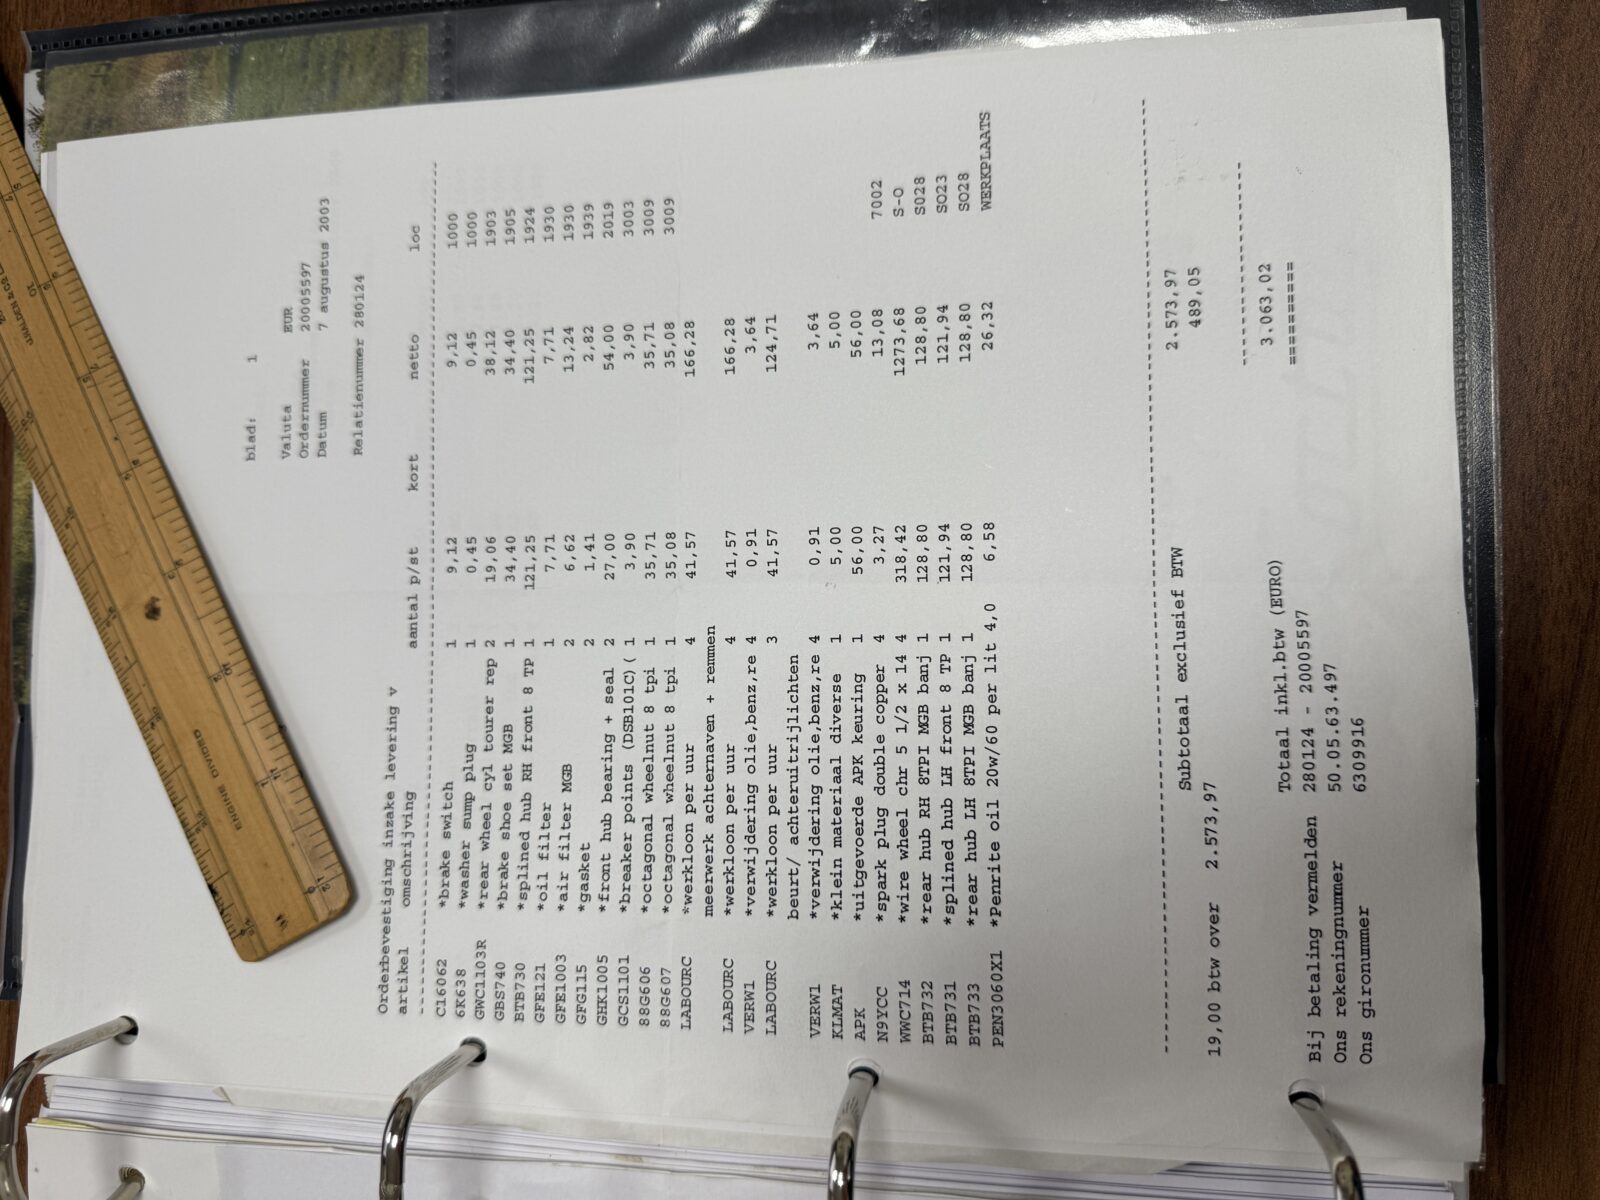 blad: 1
Valuta EUR
Ordernummer 20005597
Datum 7 augustus 2003
Relatienummer 280124
Orderbevestiging inzake levering v
artikel omschrijving aantal p/st kort netto loc
C16062 *brake switch 1 9,12 9,12 1000
6K638 *washer sump plug 1 0,45 0,45 1000
GWC1103R *rear wheel cyl tourer rep 2 19,06 38,12 1903
GBS740 *brake shoe set MGB 1 34,40 34,40 1905
BTB730 *splined hub RH front 8 TP 1 121,25 121,25 1924
GFE121 *oil filter 1 7,71 7,71 1930
GFE1003 *air filter MGB 2 6,62 13,24 1930
GFG115 *gasket 2 1,41 2,82 1939
GHK1005 *front hub bearing + seal 2 27,00 54,00 2019
GCS1101 *breaker points (DSB101C)( 1 3,90 3,90 3003
88G606 *octagonal wheelnut 8 tpi 1 35,71 35,71 3009
88G607 *octagonal wheelnut 8 tpi 1 35,08 35,08 3009
LABOURC *werkloon per uur 4 41,57 166,28
meerwerk achternaven + remmen
LABOURC *werkloon per uur 4 41,57 166,28
VERW1 *verwijdering olie,benz,re 4 0,91 3,64
LABOURC *werkloon per uur 3 41,57 124,71
beurt/ achteruitrijlichten
VERW1 *verwijdering olie,benz,re 4 0,91 3,64
KLMAT *klein materiaal diverse 1 5,00 5,00
APK *uitgevoerde APK keuring 1 56,00 56,00
N9YCC *spark plug double copper 4 3,27 13,08 7002
WWC714 *wire wheel chr 5 1/2 x 14 4 318,42 1273,68 S-O
BTB732 *rear hub RH 8TPI MGB banj 1 128,80 128,80 SO28
BTB731 *splined hub LH front 8 TP 1 121,94 121,94 SO23
BTB733 *rear hub LH 8TPI MGB banj 1 128,80 128,80 SO28
PEN3060X1 *Penrite oil 20w/60 per lit 4,0 6,58 26,32 WERKPLAATS
Subtotaal exclusief BTW 2.573,97
19,00 btw over 2.573,97 489,05
Totaal inkl.btw (EURO) 3.063,02
==========
Bij betaling vermelden 280124 - 20005597
Ons rekeningnummer 50.05.63.497
Ons gironummer 6309916
ENGINE DIVIDED